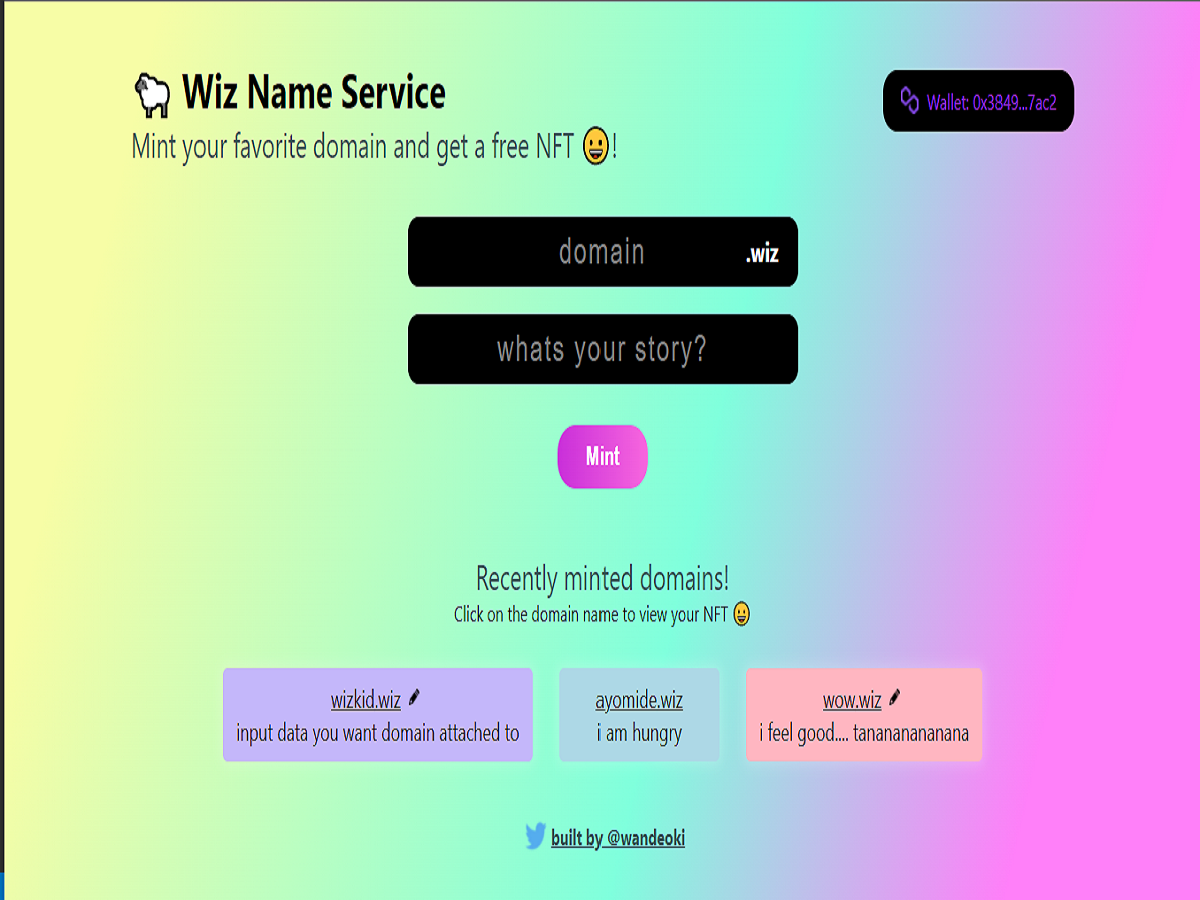 Wiz Name Service
Mint your favorite domain and get a free NFT 😀!
Wallet: 0x3849...7ac2
domain .wiz
whats your story?
Mint
Recently minted domains!
Click on the domain name to view your NFT 😀
wizkid.wiz
input data you want domain attached to
ayomide.wiz
i am hungry
wow.wiz
i feel good.... tanananananana
built by @wandeoki